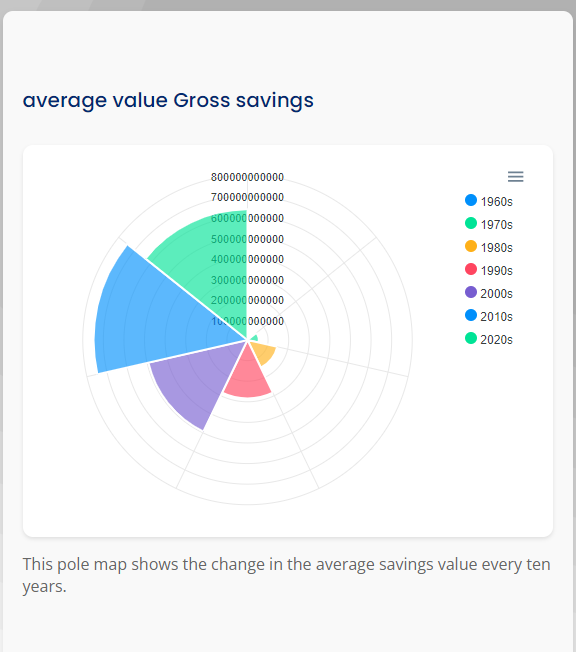 average value Gross savings
800000000000
700000000000
600000000000
500000000000
400000000000
300000000000
200000000000
100000000000
1960s
1970s
1980s
1990s
2000s
2010s
2020s
This pole map shows the change in the average savings value every ten
years.